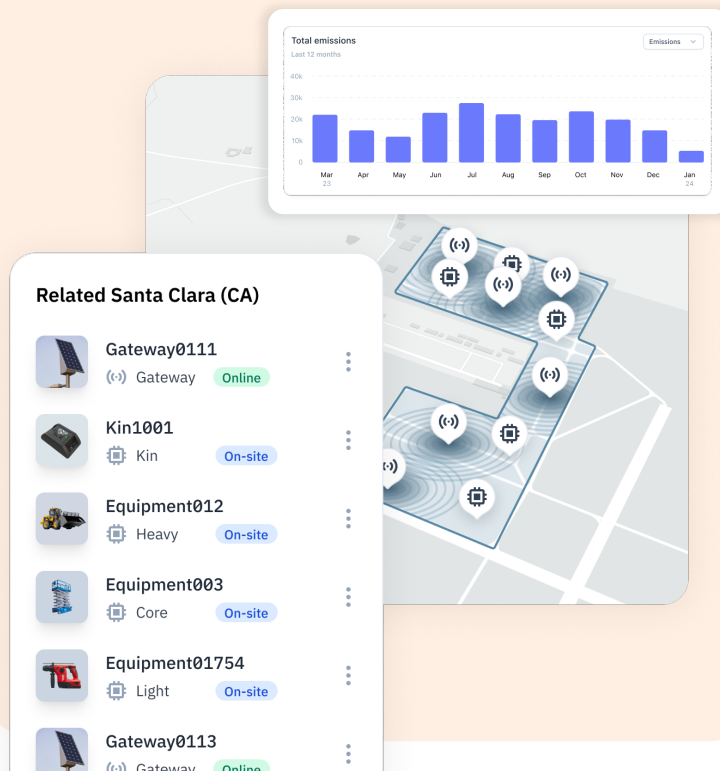 Total emissions
Emissions
Last 12 months
40k
30k
20k
10k
0
Mar Apr May Jun Jul Aug Sep Oct Nov Dec Jan
23 24
Related Santa Clara (CA)
Gateway0111
Gateway Online
Kin1001
Kin On-site
Equipment012
Heavy On-site
Equipment003
Core On-site
Equipment01754
Light On-site
Gateway0113
Gateway Online